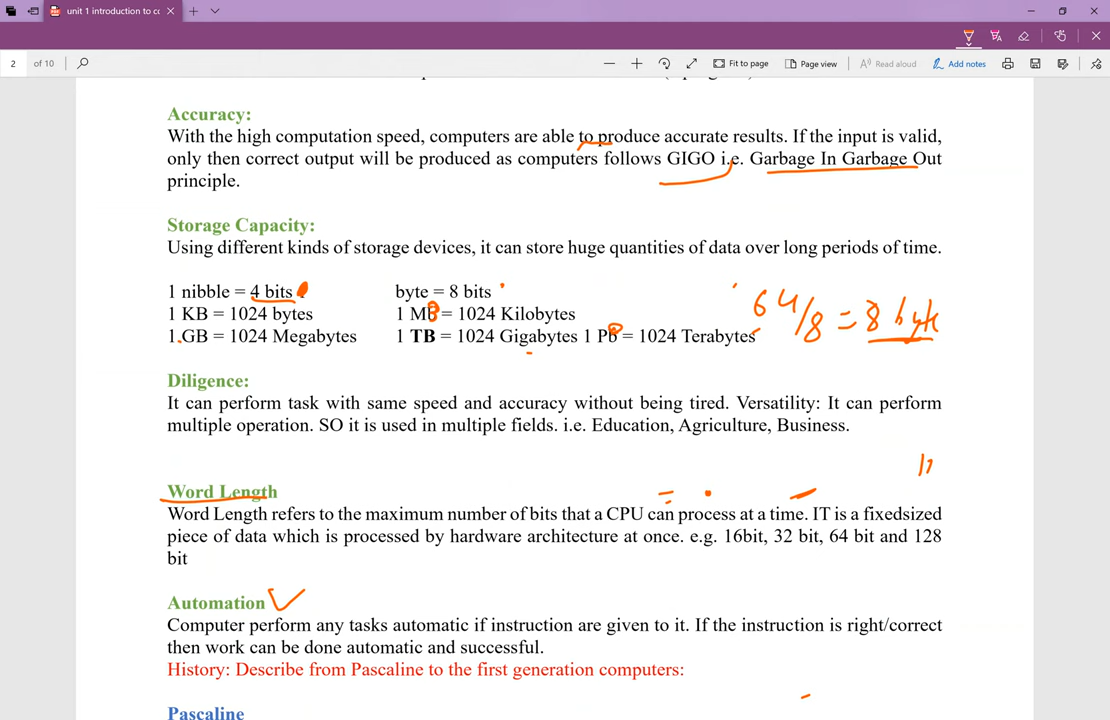 unit 1 introduction to co
2 of 10 Fit to page Page view Read aloud Add notes
Accuracy:
With the high computation speed, computers are able to produce accurate results. If the input is valid,
only then correct output will be produced as computers follows GIGO i.e. Garbage In Garbage Out
principle.
Storage Capacity:
Using different kinds of storage devices, it can store huge quantities of data over long periods of time.
1 nibble = 4 bits byte = 8 bits
1 KB = 1024 bytes 1 MB = 1024 Kilobytes
64/8 = 8 byte
1 GB = 1024 Megabytes 1 TB = 1024 Gigabytes 1 Pb = 1024 Terabytes
Diligence:
It can perform task with same speed and accuracy without being tired. Versatility: It can perform
multiple operation. SO it is used in multiple fields. i.e. Education, Agriculture, Business.
Word Length
Word Length refers to the maximum number of bits that a CPU can process at a time. IT is a fixedsized
piece of data which is processed by hardware architecture at once. e.g. 16bit, 32 bit, 64 bit and 128
bit
Automation
Computer perform any tasks automatic if instruction are given to it. If the instruction is right/correct
then work can be done automatic and successful.
History: Describe from Pascaline to the first generation computers:
Pascaline